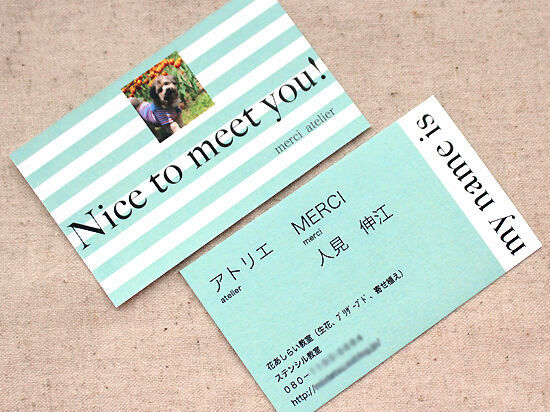 Nice to meet you!
merci atelier
my name is
アトリエ MERCI
atelier merci
人見 伸江
花あしらい教室（生花、ﾌﾟﾘｻﾞｰﾌﾞﾄﾞ、寄せ植え）
ステンシル教室
080−
http://